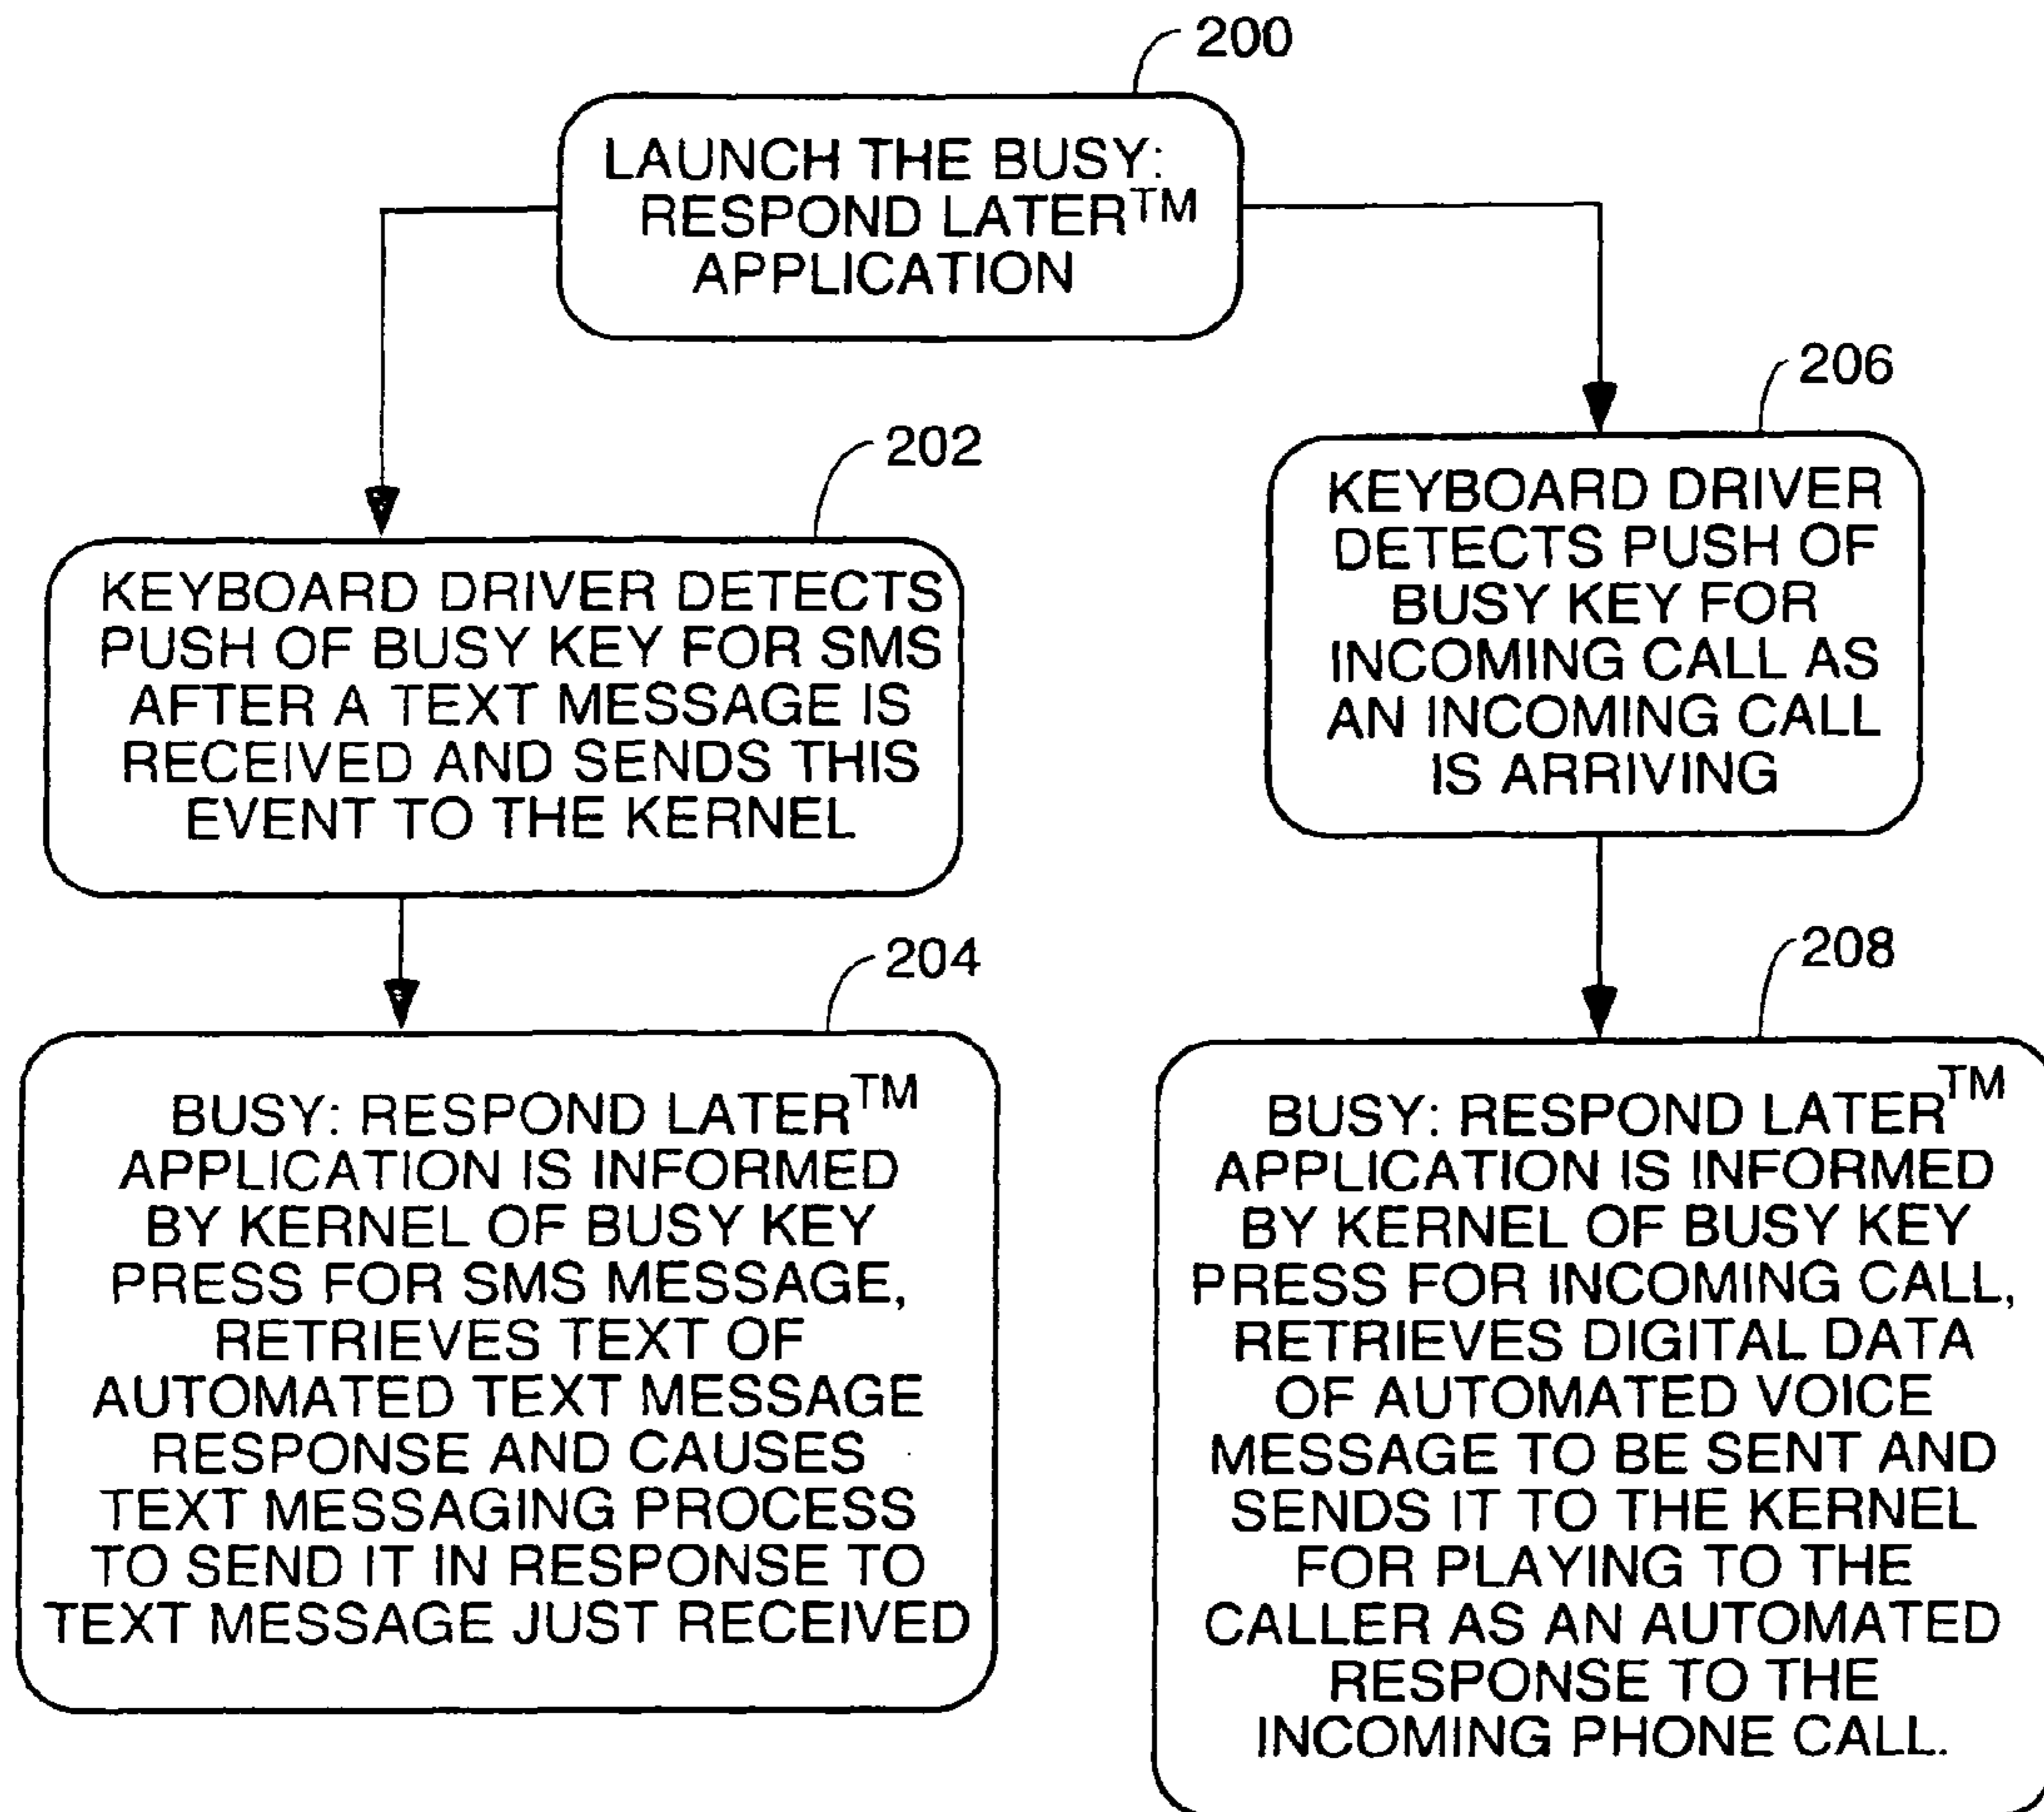 200
LAUNCH THE BUSY:
RESPOND LATER™
APPLICATION
202
KEYBOARD DRIVER DETECTS
PUSH OF BUSY KEY FOR SMS
AFTER A TEXT MESSAGE IS
RECEIVED AND SENDS THIS
EVENT TO THE KERNEL
206
KEYBOARD DRIVER
DETECTS PUSH OF
BUSY KEY FOR
INCOMING CALL AS
AN INCOMING CALL
IS ARRIVING
204
BUSY: RESPOND LATER™
APPLICATION IS INFORMED
BY KERNEL OF BUSY KEY
PRESS FOR SMS MESSAGE,
RETRIEVES TEXT OF
AUTOMATED TEXT MESSAGE
RESPONSE AND CAUSES
TEXT MESSAGING PROCESS
TO SEND IT IN RESPONSE TO
TEXT MESSAGE JUST RECEIVED
208
BUSY: RESPOND LATER™
APPLICATION IS INFORMED
BY KERNEL OF BUSY KEY
PRESS FOR INCOMING CALL,
RETRIEVES DIGITAL DATA
OF AUTOMATED VOICE
MESSAGE TO BE SENT AND
SENDS IT TO THE KERNEL
FOR PLAYING TO THE
CALLER AS AN AUTOMATED
RESPONSE TO THE
INCOMING PHONE CALL.